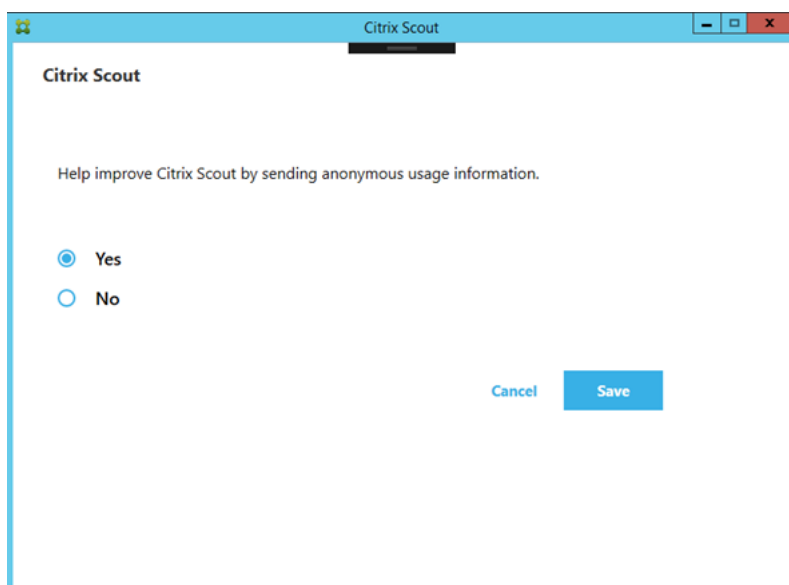 Citrix Scout
Citrix Scout
Help improve Citrix Scout by sending anonymous usage information.
Yes
No
Cancel Save